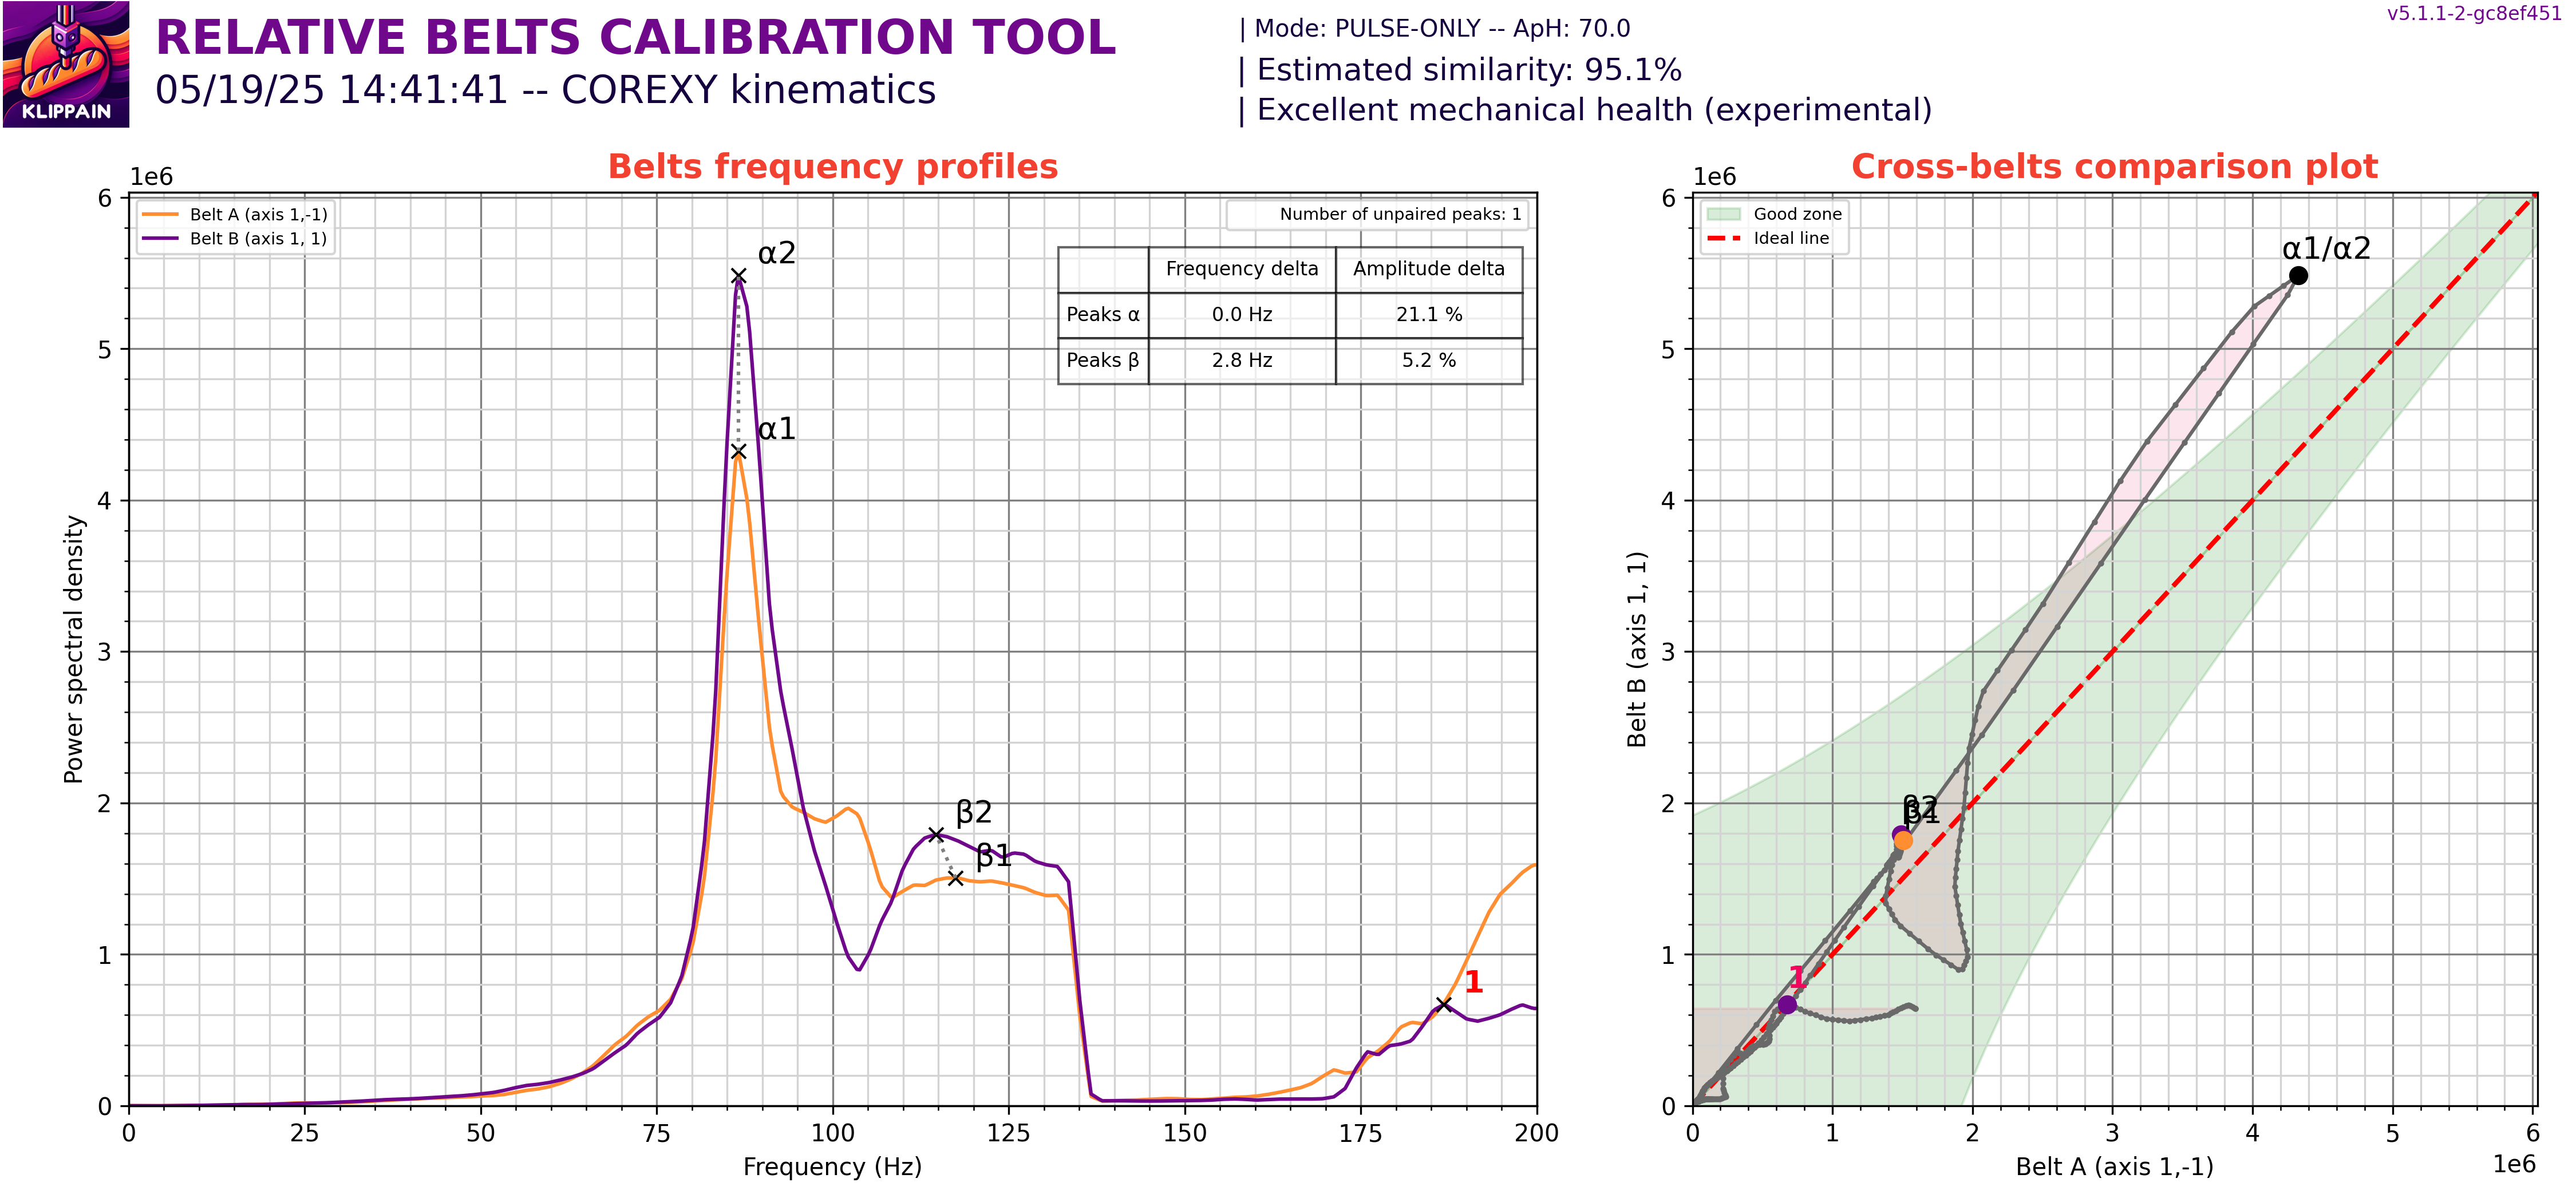 KLIPPAIN
RELATIVE BELTS CALIBRATION TOOL
05/19/25 14:41:41 -- COREXY kinematics
| Mode: PULSE-ONLY -- ApH: 70.0
| Estimated similarity: 95.1%
| Excellent mechanical health (experimental)
v5.1.1-2-gc8ef451
Belts frequency profiles
1e6
Belt A (axis 1,-1)
Belt B (axis 1, 1)
Number of unpaired peaks: 1
Frequency delta Amplitude delta
Peaks α 0.0 Hz 21.1 %
Peaks β 2.8 Hz 5.2 %
α2
α1
β2
β1
1
Power spectral density
6
5
4
3
2
1
0
0 25 50 75 100 125 150 175 200
Frequency (Hz)
Cross-belts comparison plot
1e6
Good zone
Ideal line
α1/α2
β2
β1
1
Belt B (axis 1, 1)
6
5
4
3
2
1
0
0 1 2 3 4 5 6
Belt A (axis 1,-1)
1e6